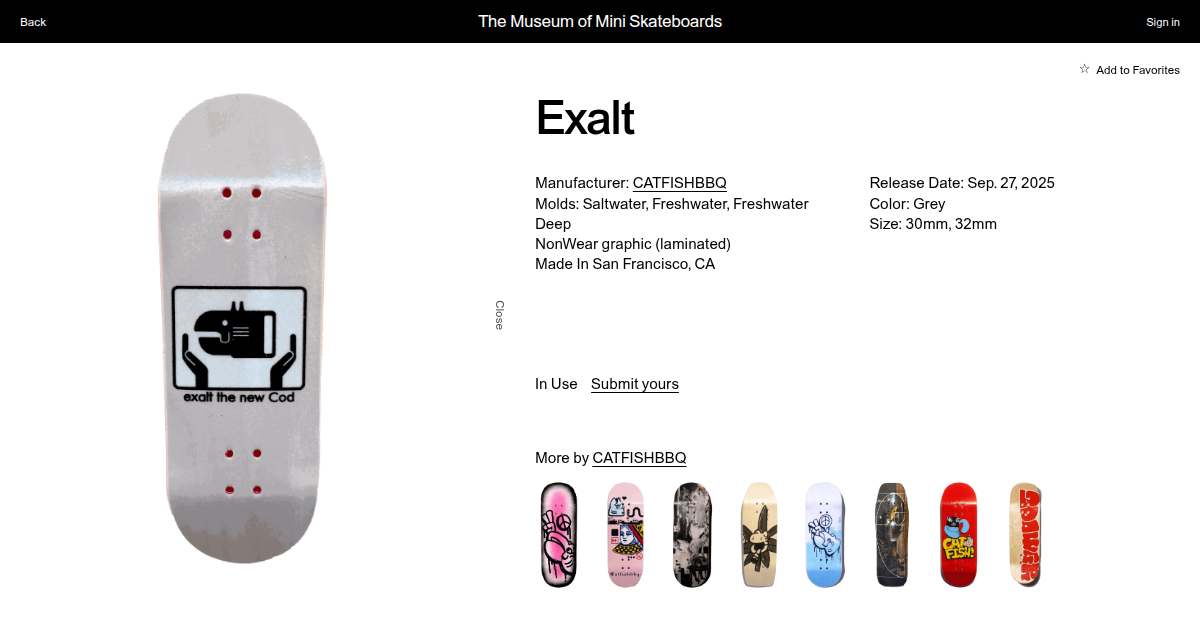 Back
The Museum of Mini Skateboards
Sign in
☆ Add to Favorites
exalt the new Cod
Close
Exalt
Manufacturer: CATFISHBBQ
Molds: Saltwater, Freshwater, Freshwater
Deep
NonWear graphic (laminated)
Made In San Francisco, CA
Release Date: Sep. 27, 2025
Color: Grey
Size: 30mm, 32mm
In Use Submit yours
More by CATFISHBBQ
CAT
FISH!